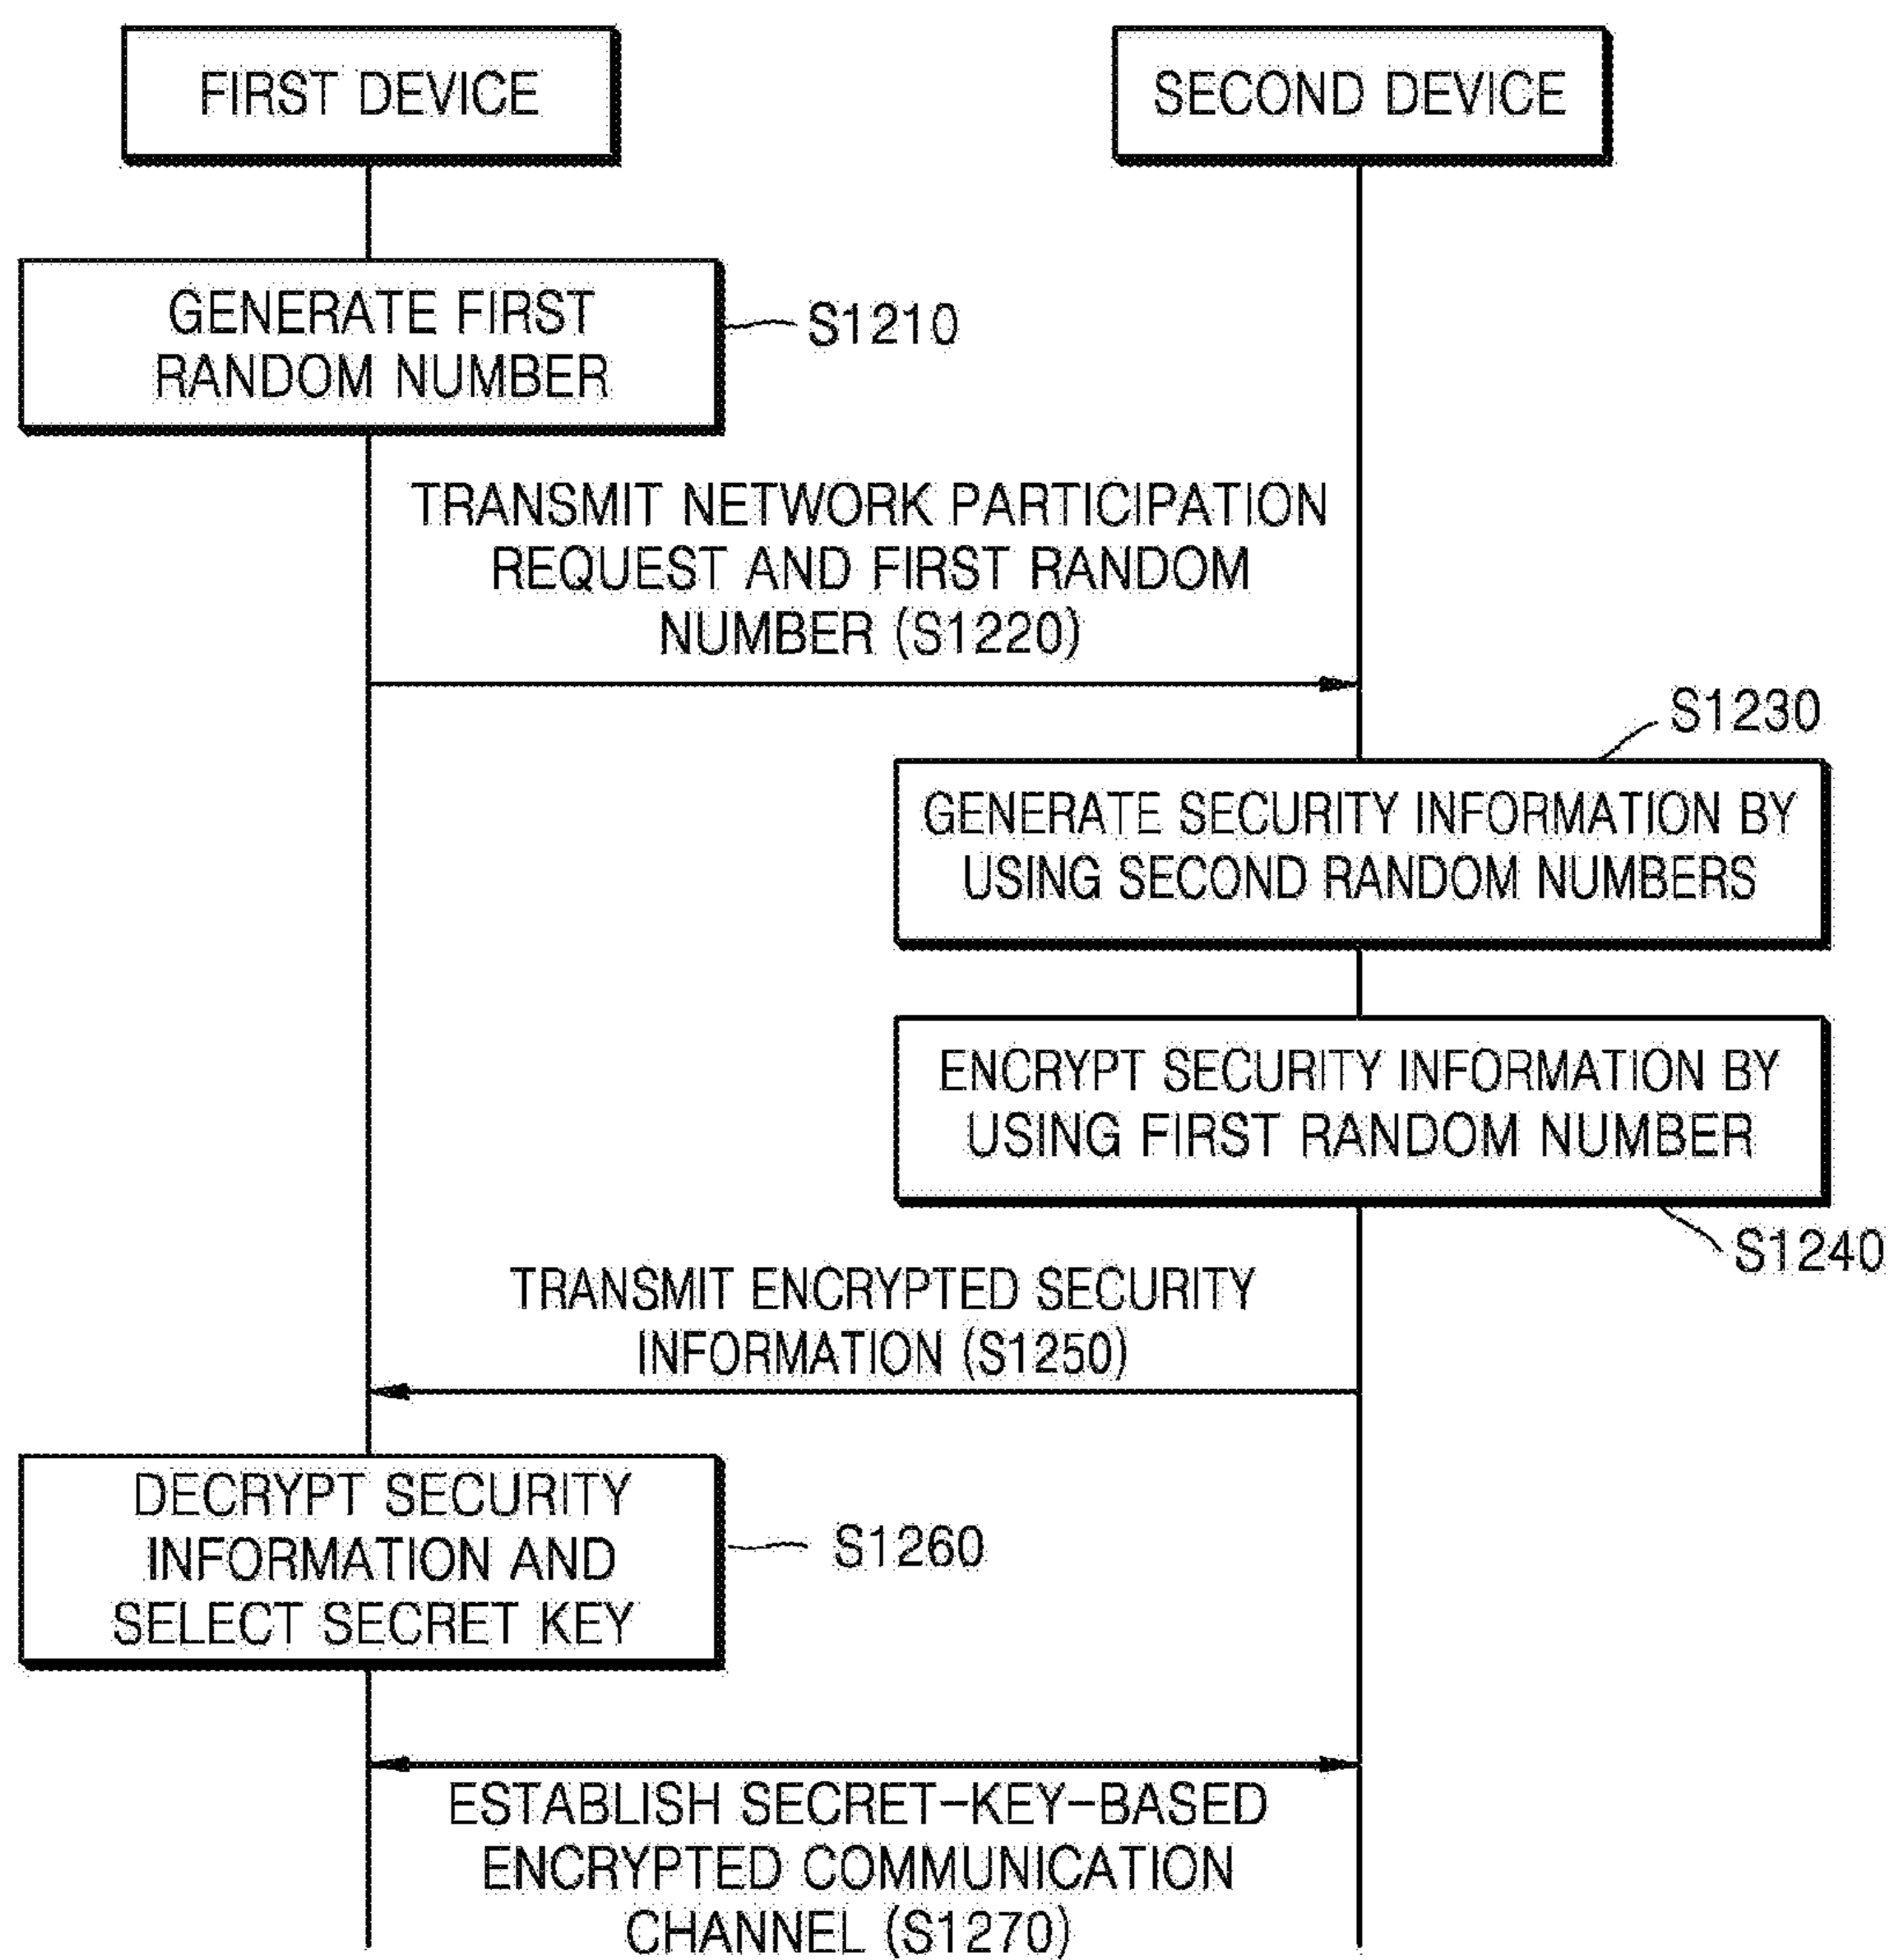 FIRST DEVICE
SECOND DEVICE
GENERATE FIRST
RANDOM NUMBER
S1210
TRANSMIT NETWORK PARTICIPATION
REQUEST AND FIRST RANDOM
NUMBER (S1220)
S1230
GENERATE SECURITY INFORMATION BY
USING SECOND RANDOM NUMBERS
ENCRYPT SECURITY INFORMATION BY
USING FIRST RANDOM NUMBER
S1240
TRANSMIT ENCRYPTED SECURITY
INFORMATION (S1250)
DECRYPT SECURITY
INFORMATION AND
SELECT SECRET KEY
S1260
ESTABLISH SECRET-KEY-BASED
ENCRYPTED COMMUNICATION
CHANNEL (S1270)